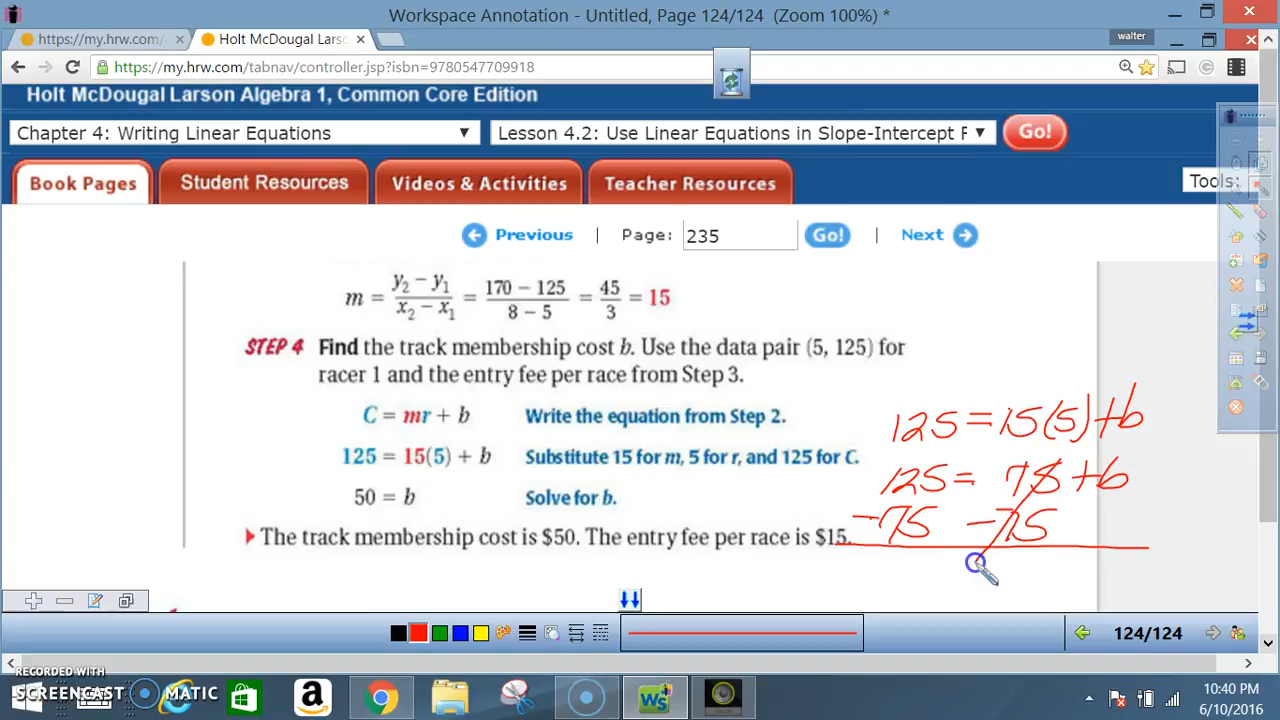 Workspace Annotation - Untitled, Page 124/124 (Zoom 100%) *
https://my.hrw.com/
Holt McDougal Lars
walter
https://my.hrw.com/tabnav/controller.jsp?isbn=9780547709918
Holt McDougal Larson Algebra 1, Common Core Edition
Chapter 4: Writing Linear Equations
Lesson 4.2: Use Linear Equations in Slope-Intercept F
Go!
Book Pages
Student Resources
Videos & Activities
Teacher Resources
Tools:
Previous | Page: 235 Go! | Next
m = y₂ − y₁ / x₂ − x₁ = 170 − 125 / 8 − 5 = 45 / 3 = 15
STEP 4 Find the track membership cost b. Use the data pair (5, 125) for
racer 1 and the entry fee per race from Step 3.
C = mr + b Write the equation from Step 2.
125 = 15(5) + b Substitute 15 for m, 5 for r, and 125 for C.
50 = b Solve for b.
The track membership cost is $50. The entry fee per race is $15.
125 = 15(5) + b
125 = 75 + b
-75 -75
124/124
RECORDED WITH
SCREENCAST MATIC
a
WS
10:40 PM
6/10/2016